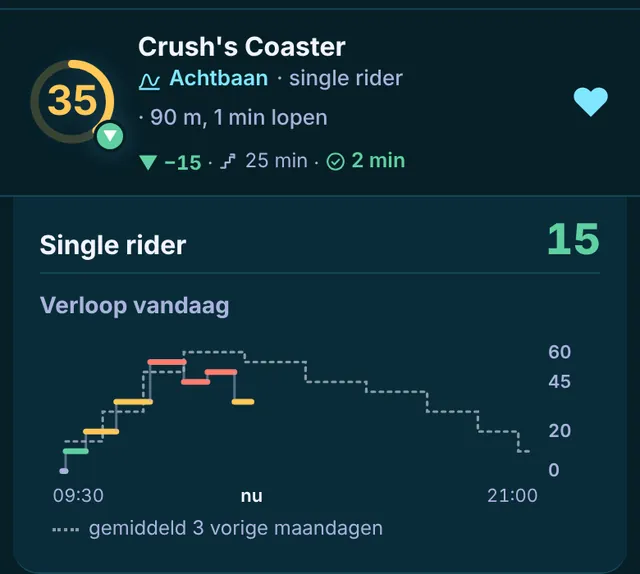 Crush's Coaster
35
Achtbaan · single rider
· 90 m, 1 min lopen
▼ −15 · 25 min · 2 min
Single rider 15
Verloop vandaag
60
45
20
0
09:30 nu 21:00
gemiddeld 3 vorige maandagen